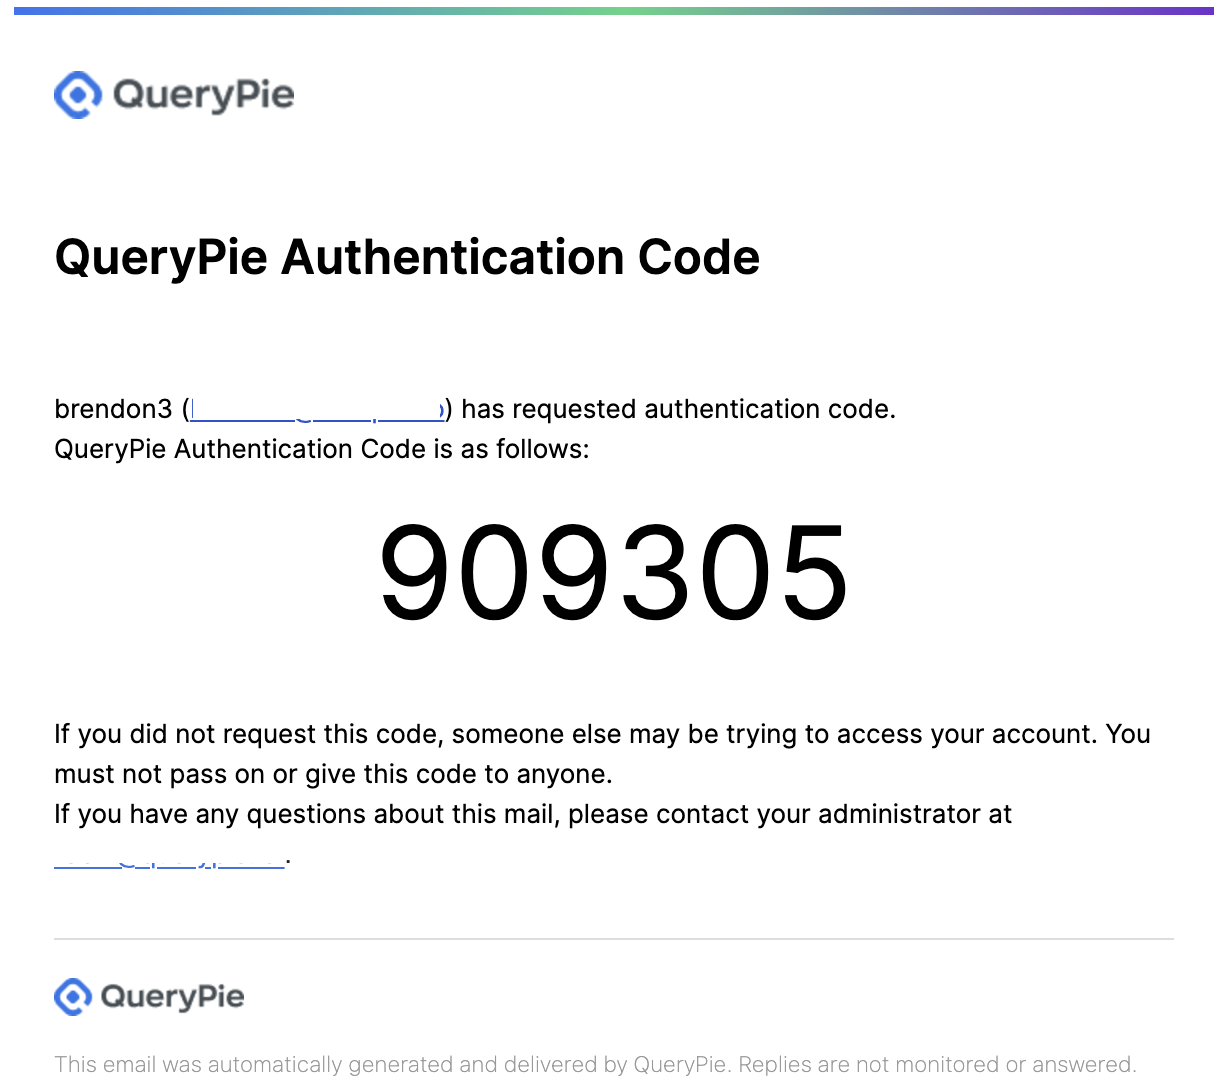 QueryPie
QueryPie Authentication Code
brendon3 () has requested authentication code.
QueryPie Authentication Code is as follows:
909305
If you did not request this code, someone else may be trying to access your account. You
must not pass on or give this code to anyone.
If you have any questions about this mail, please contact your administrator at
.
QueryPie
This email was automatically generated and delivered by QueryPie. Replies are not monitored or answered.